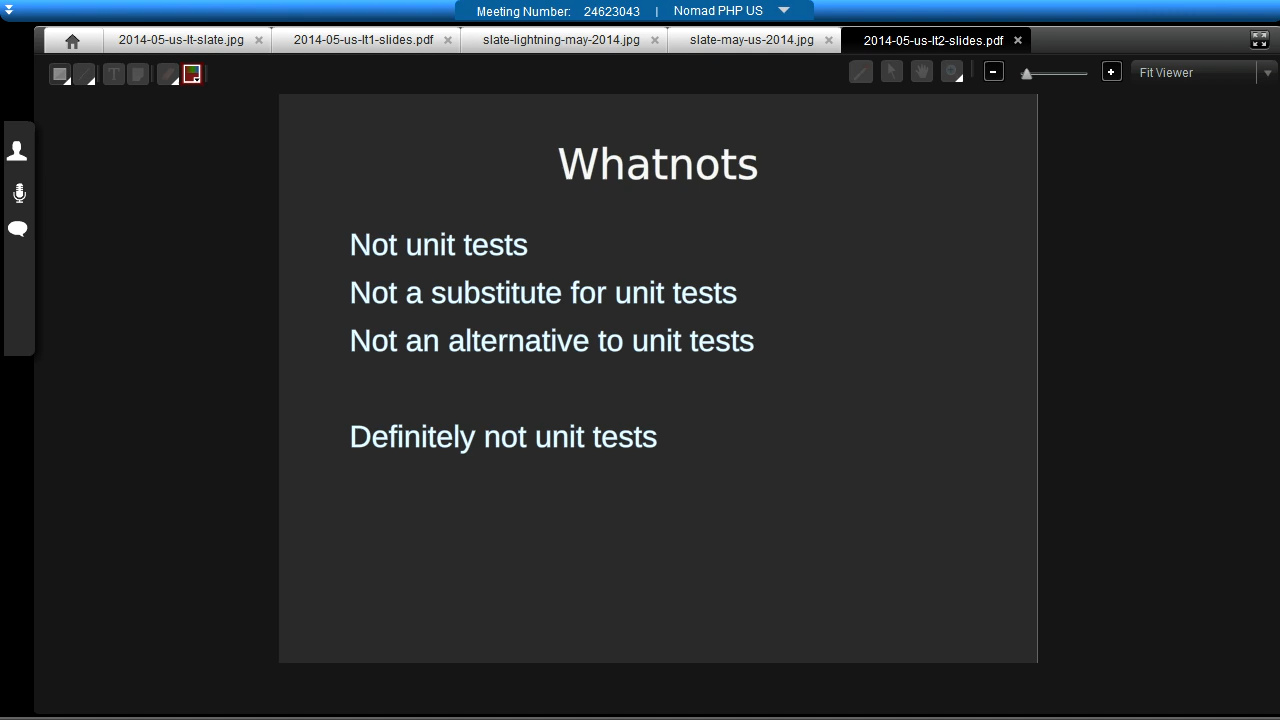 Meeting Number: 24623043 | Nomad PHP US
2014-05-us-lt-slate.jpg 2014-05-us-lt1-slides.pdf slate-lightning-may-2014.jpg slate-may-us-2014.jpg 2014-05-us-lt2-slides.pdf
T Fit Viewer
Whatnots
Not unit tests
Not a substitute for unit tests
Not an alternative to unit tests
Definitely not unit tests